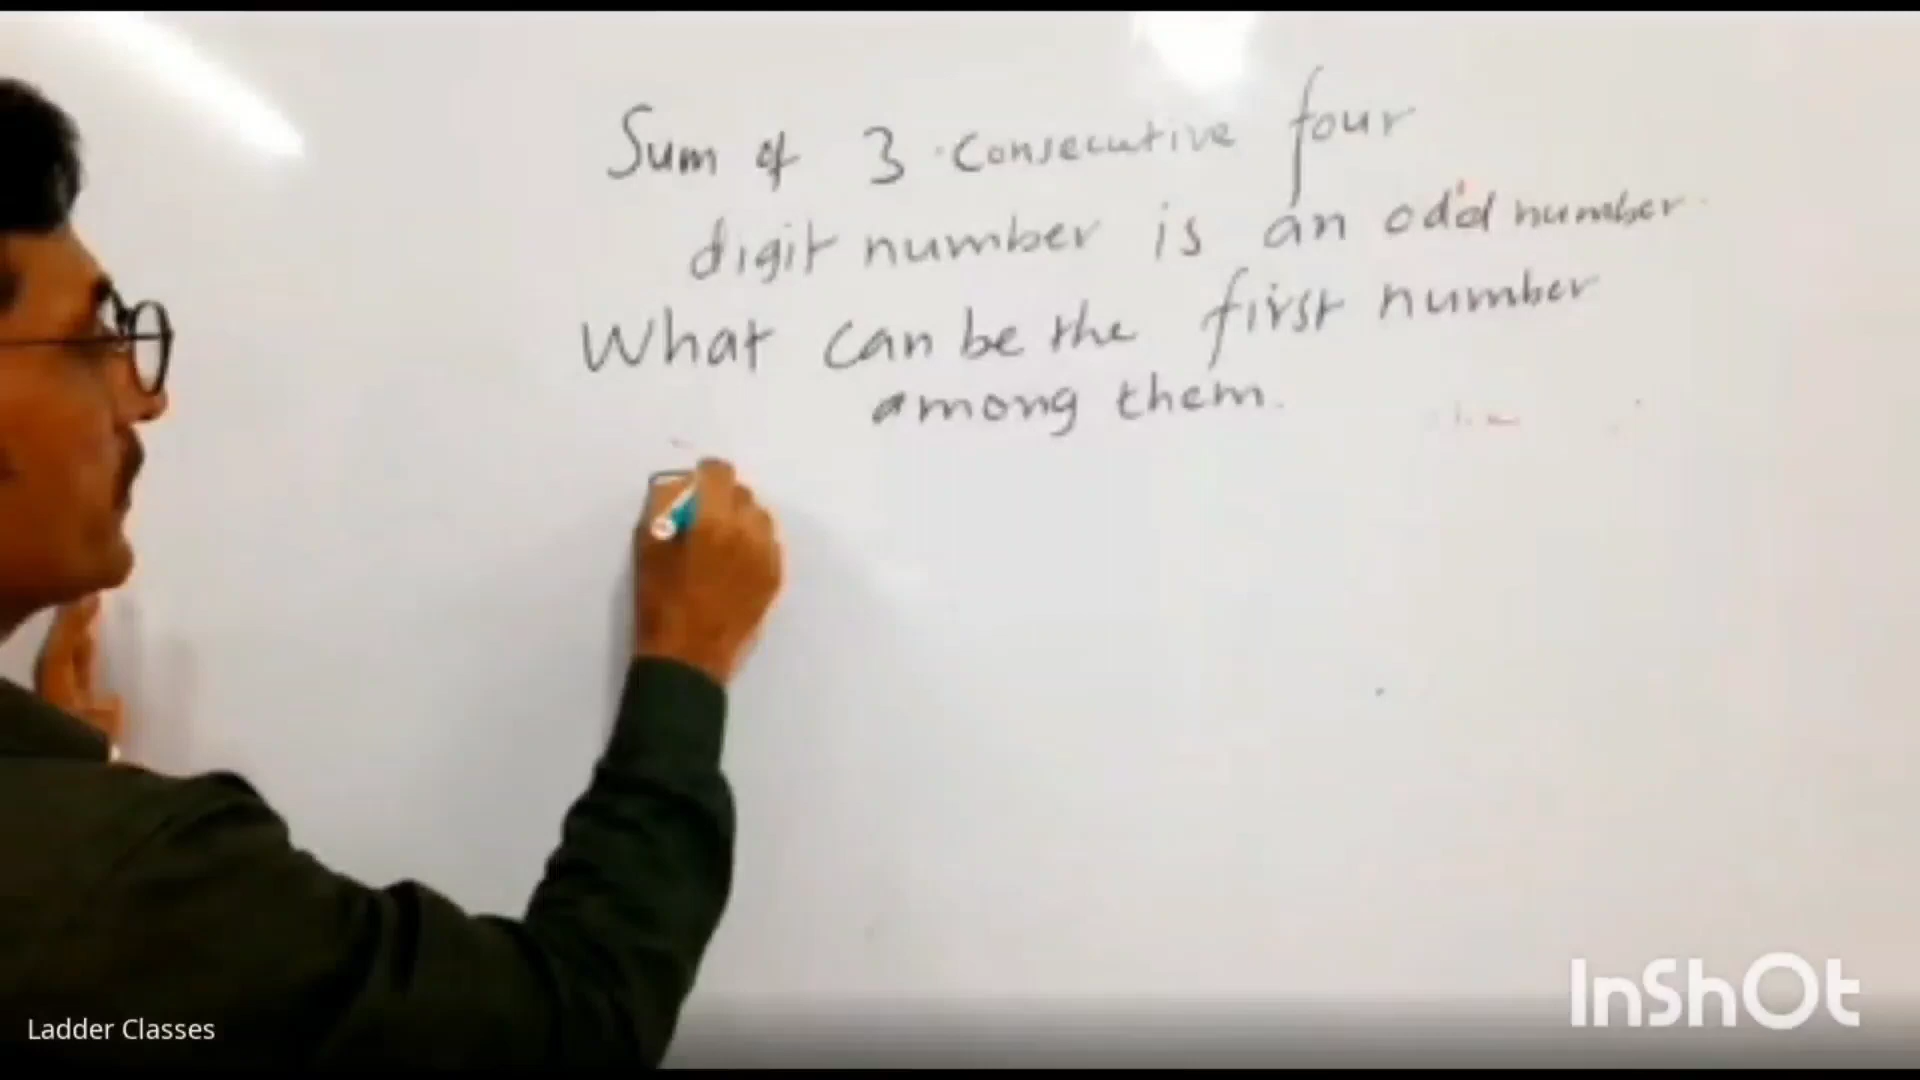 Sum of 3 consecutive four
digit number is an odd number.
What can be the first number
among them.
Ladder Classes
InShOt